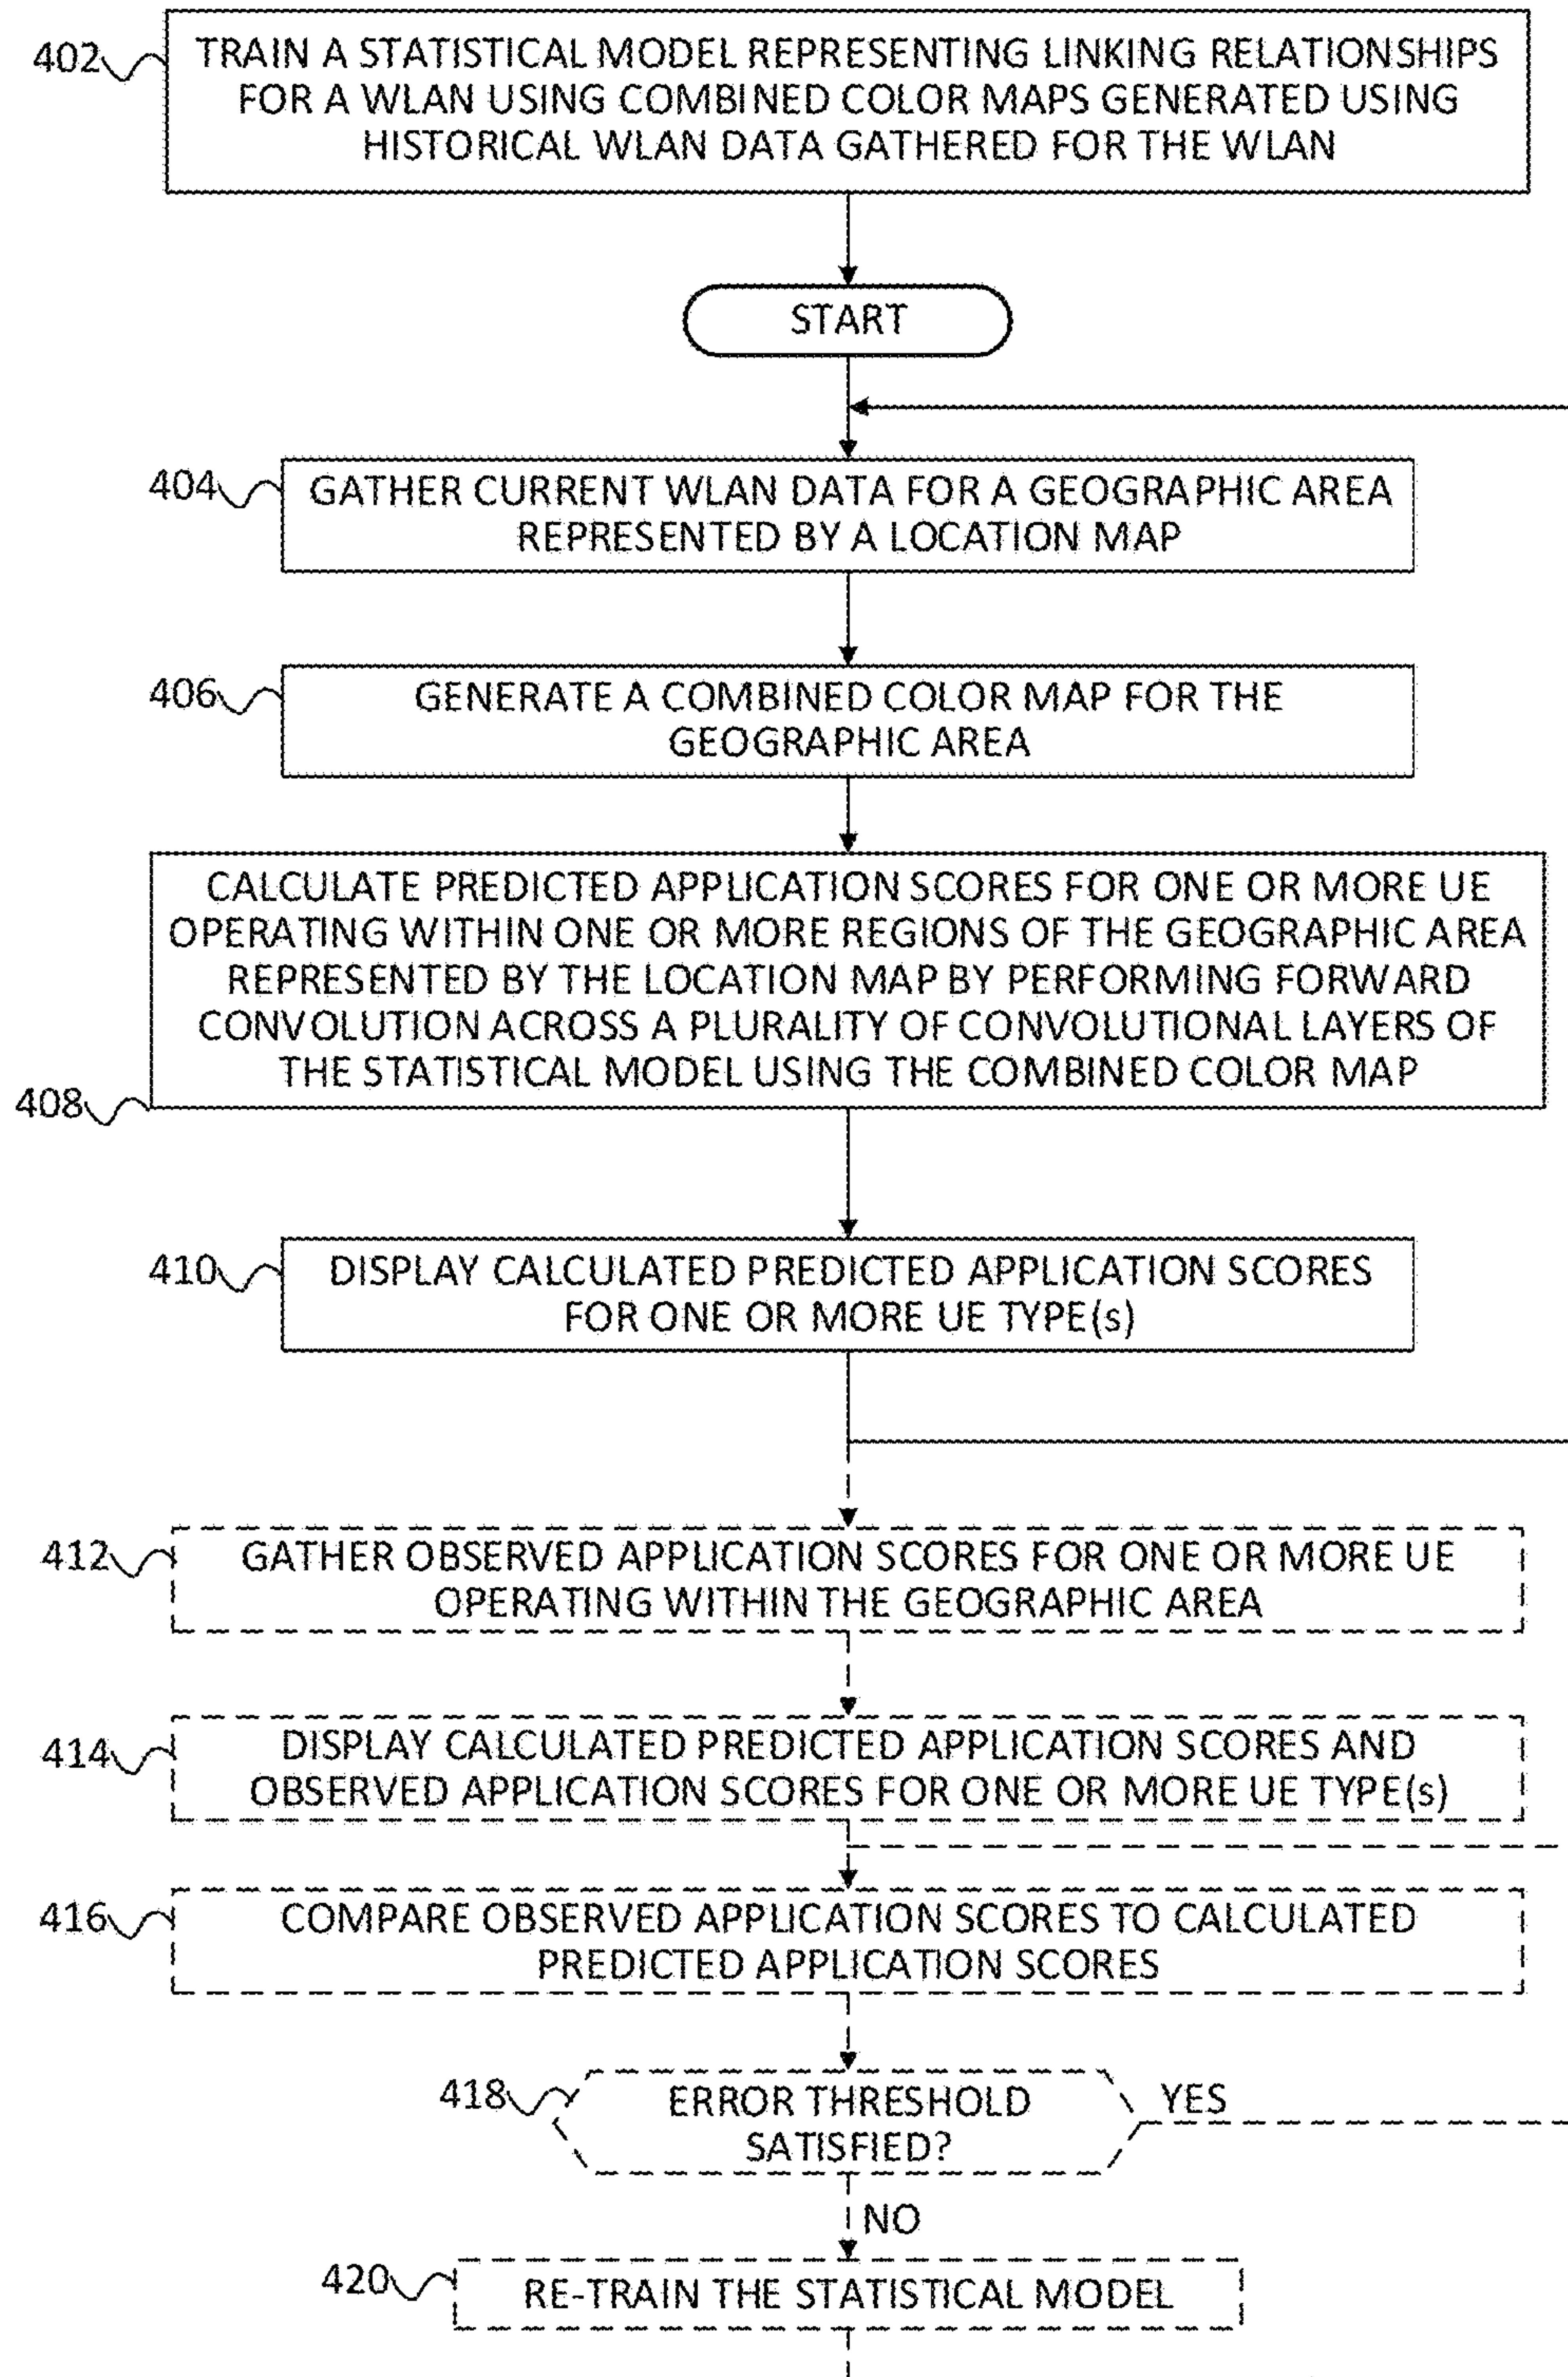 402
TRAIN A STATISTICAL MODEL REPRESENTING LINKING RELATIONSHIPS
FOR A WLAN USING COMBINED COLOR MAPS GENERATED USING
HISTORICAL WLAN DATA GATHERED FOR THE WLAN
START
404
GATHER CURRENT WLAN DATA FOR A GEOGRAPHIC AREA
REPRESENTED BY A LOCATION MAP
406
GENERATE A COMBINED COLOR MAP FOR THE
GEOGRAPHIC AREA
CALCULATE PREDICTED APPLICATION SCORES FOR ONE OR MORE UE
OPERATING WITHIN ONE OR MORE REGIONS OF THE GEOGRAPHIC AREA
REPRESENTED BY THE LOCATION MAP BY PERFORMING FORWARD
CONVOLUTION ACROSS A PLURALITY OF CONVOLUTIONAL LAYERS OF
THE STATISTICAL MODEL USING THE COMBINED COLOR MAP
408
410
DISPLAY CALCULATED PREDICTED APPLICATION SCORES
FOR ONE OR MORE UE TYPE(s)
412
GATHER OBSERVED APPLICATION SCORES FOR ONE OR MORE UE
OPERATING WITHIN THE GEOGRAPHIC AREA
414
DISPLAY CALCULATED PREDICTED APPLICATION SCORES AND
OBSERVED APPLICATION SCORES FOR ONE OR MORE UE TYPE(s)
416
COMPARE OBSERVED APPLICATION SCORES TO CALCULATED
PREDICTED APPLICATION SCORES
418
ERROR THRESHOLD
SATISFIED?
YES
NO
420
RE-TRAIN THE STATISTICAL MODEL